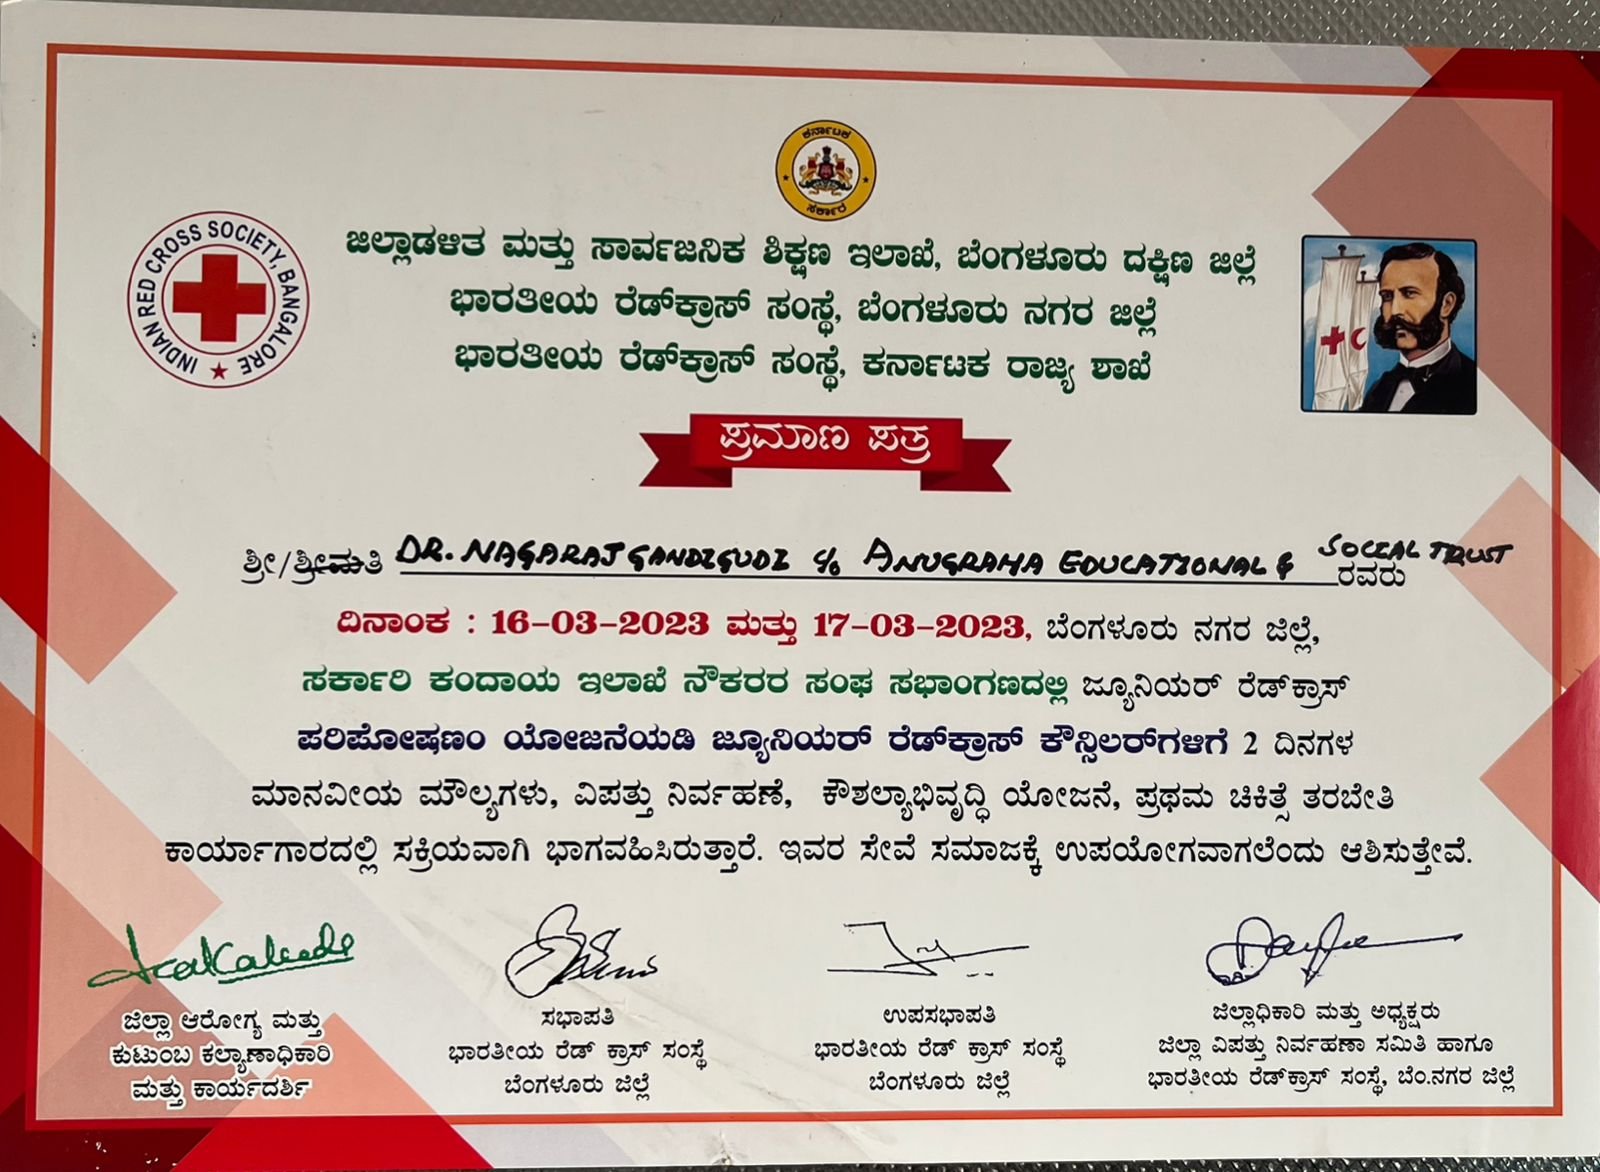 ಕರ್ನಾಟಕ
ಸರ್ಕಾರ
INDIAN RED CROSS SOCIETY, BANGALORE
ಜಿಲ್ಲಾಡಳಿತ ಮತ್ತು ಸಾರ್ವಜನಿಕ ಶಿಕ್ಷಣ ಇಲಾಖೆ, ಬೆಂಗಳೂರು ದಕ್ಷಿಣ ಜಿಲ್ಲೆ
ಭಾರತೀಯ ರೆಡ್‌ಕ್ರಾಸ್ ಸಂಸ್ಥೆ, ಬೆಂಗಳೂರು ನಗರ ಜಿಲ್ಲೆ
ಭಾರತೀಯ ರೆಡ್‌ಕ್ರಾಸ್ ಸಂಸ್ಥೆ, ಕರ್ನಾಟಕ ರಾಜ್ಯ ಶಾಖೆ
ಪ್ರಮಾಣ ಪತ್ರ
ಶ್ರೀ/ಶ್ರೀಮತಿ DR. NAGARAJ GANDIGUDI c/o ANUGRAHA EDUCATIONAL & SOCIAL TRUST ರವರು
ದಿನಾಂಕ : 16-03-2023 ಮತ್ತು 17-03-2023, ಬೆಂಗಳೂರು ನಗರ ಜಿಲ್ಲೆ,
ಸರ್ಕಾರಿ ಕಂದಾಯ ಇಲಾಖೆ ನೌಕರರ ಸಂಘ ಸಭಾಂಗಣದಲ್ಲಿ ಜ್ಯೂನಿಯರ್ ರೆಡ್‌ಕ್ರಾಸ್
ಪರಿಪೋಷಣಂ ಯೋಜನೆಯಡಿ ಜ್ಯೂನಿಯರ್ ರೆಡ್‌ಕ್ರಾಸ್ ಕೌನ್ಸಿಲರ್‌ಗಳಿಗೆ 2 ದಿನಗಳ
ಮಾನವೀಯ ಮೌಲ್ಯಗಳು, ವಿಪತ್ತು ನಿರ್ವಹಣೆ, ಕೌಶಲ್ಯಾಭಿವೃದ್ಧಿ ಯೋಜನೆ, ಪ್ರಥಮ ಚಿಕಿತ್ಸೆ ತರಬೇತಿ
ಕಾರ್ಯಾಗಾರದಲ್ಲಿ ಸಕ್ರಿಯವಾಗಿ ಭಾಗವಹಿಸಿರುತ್ತಾರೆ. ಇವರ ಸೇವೆ ಸಮಾಜಕ್ಕೆ ಉಪಯೋಗವಾಗಲೆಂದು ಆಶಿಸುತ್ತೇವೆ.
ಜಿಲ್ಲಾ ಆರೋಗ್ಯ ಮತ್ತು
ಕುಟುಂಬ ಕಲ್ಯಾಣಾಧಿಕಾರಿ
ಮತ್ತು ಕಾರ್ಯದರ್ಶಿ
ಸಭಾಪತಿ
ಭಾರತೀಯ ರೆಡ್ ಕ್ರಾಸ್ ಸಂಸ್ಥೆ
ಬೆಂಗಳೂರು ಜಿಲ್ಲೆ
ಉಪಸಭಾಪತಿ
ಭಾರತೀಯ ರೆಡ್ ಕ್ರಾಸ್ ಸಂಸ್ಥೆ
ಬೆಂಗಳೂರು ಜಿಲ್ಲೆ
ಜಿಲ್ಲಾಧಿಕಾರಿ ಮತ್ತು ಅಧ್ಯಕ್ಷರು
ಜಿಲ್ಲಾ ವಿಪತ್ತು ನಿರ್ವಹಣಾ ಸಮಿತಿ ಹಾಗೂ
ಭಾರತೀಯ ರೆಡ್‌ಕ್ರಾಸ್ ಸಂಸ್ಥೆ, ಬೆಂ.ನಗರ ಜಿಲ್ಲೆ